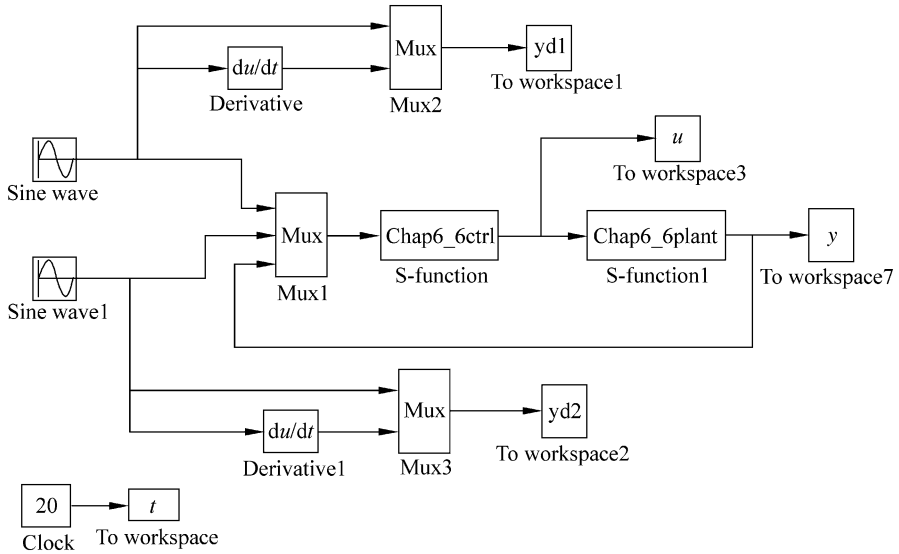 Mux
yd1
du/dt
To workspace1
Derivative
Mux2
u
Sine wave
To workspace3
Mux
Chap6_6ctrl
Chap6_6plant
y
S-function
S-function1
To workspace7
Mux1
Sine wave1
Mux
yd2
du/dt
To workspace2
Derivative1
Mux3
20
t
Clock
To workspace